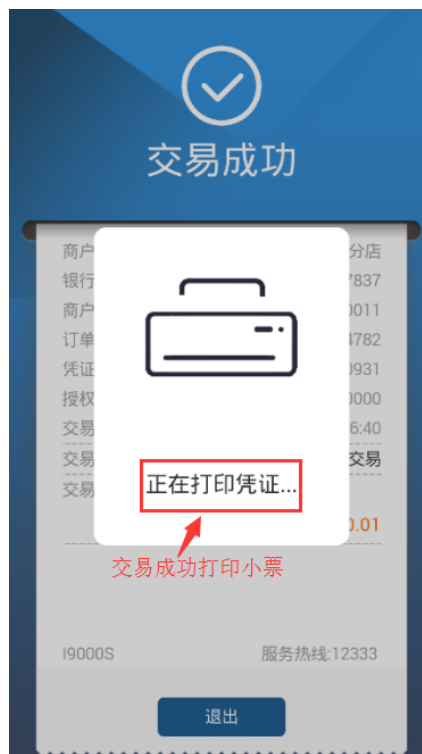 交易成功
商户 分店
银行 7837
商户 0011
订单 4782
凭证 0931
授权 0000
交易 6:40
交易 交易
交易
正在打印凭证...
0.01
交易成功打印小票
I9000S 服务热线:12333
退出